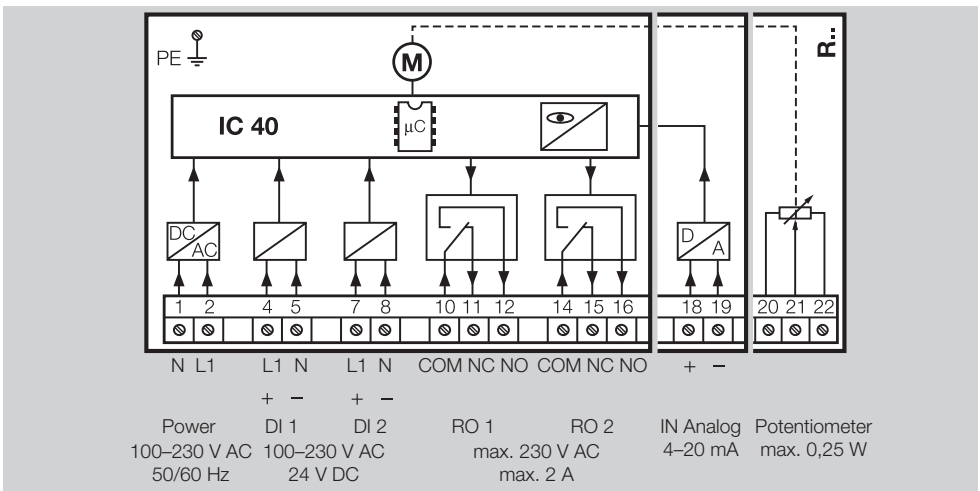 PE
M
R..
IC 40
µC
DC
AC
D
A
1 2 4 5 7 8 10 11 12 14 15 16 18 19 20 21 22
N L1 L1 N L1 N COM NC NO COM NC NO + −
+ − + −
Power DI 1 DI 2 RO 1 RO 2 IN Analog Potentiometer
100–230 V AC 100–230 V AC max. 230 V AC 4–20 mA max. 0,25 W
50/60 Hz 24 V DC max. 2 A